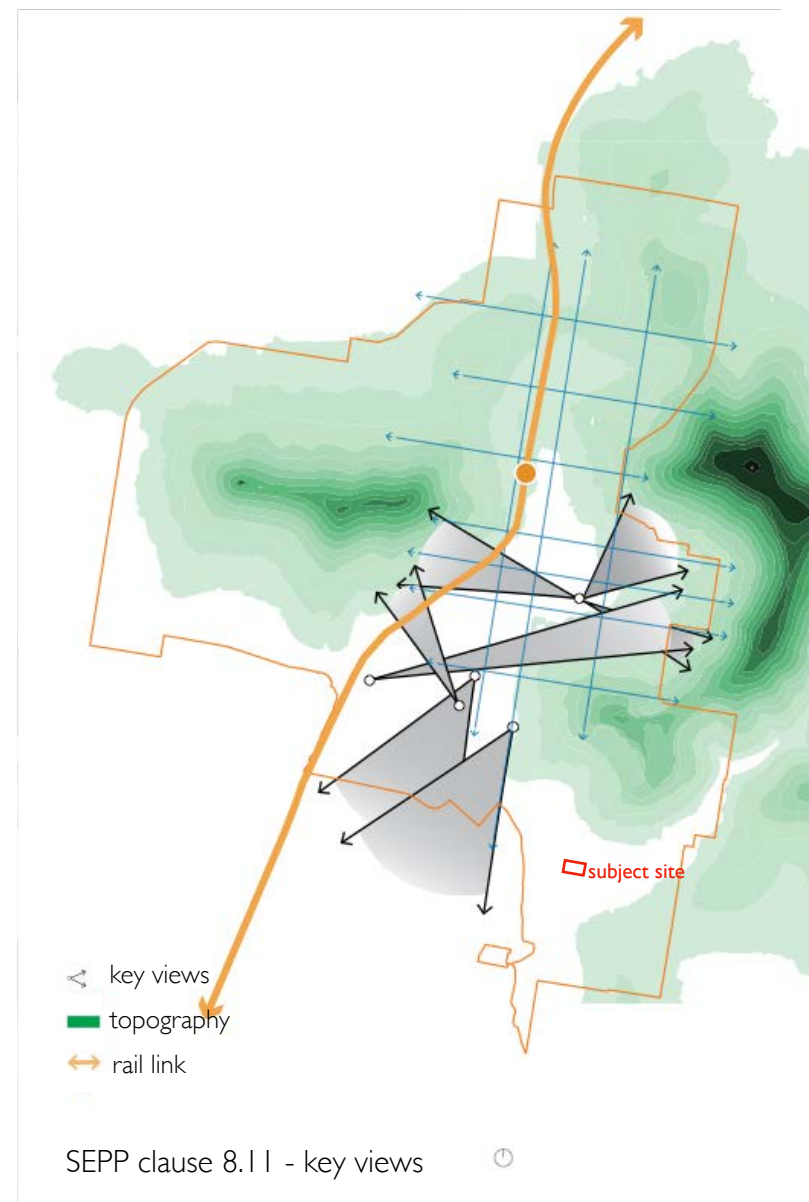 subject site
key views
topography
rail link
SEPP clause 8.11 - key views